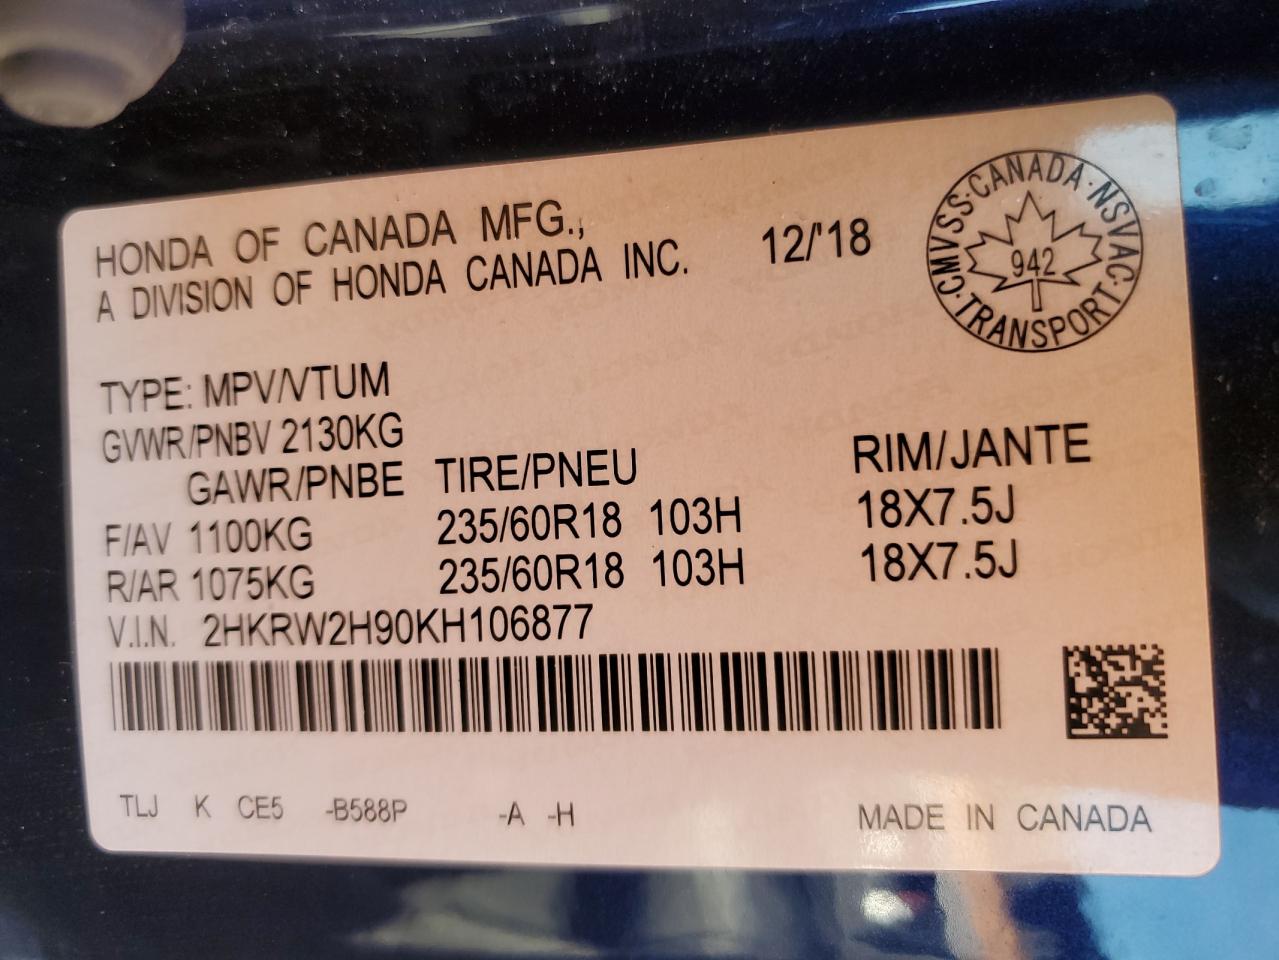 HONDA OF CANADA MFG.,
A DIVISION OF HONDA CANADA INC.
12/'18
CMVSS·CANADA·NSVAC·TRANSPORT·
942
TYPE: MPV/VTUM
GVWR/PNBV 2130KG
GAWR/PNBE TIRE/PNEU RIM/JANTE
F/AV 1100KG 235/60R18 103H 18X7.5J
R/AR 1075KG 235/60R18 103H 18X7.5J
V.I.N. 2HKRW2H90KH106877
TLJ K CE5 -B588P -A -H MADE IN CANADA